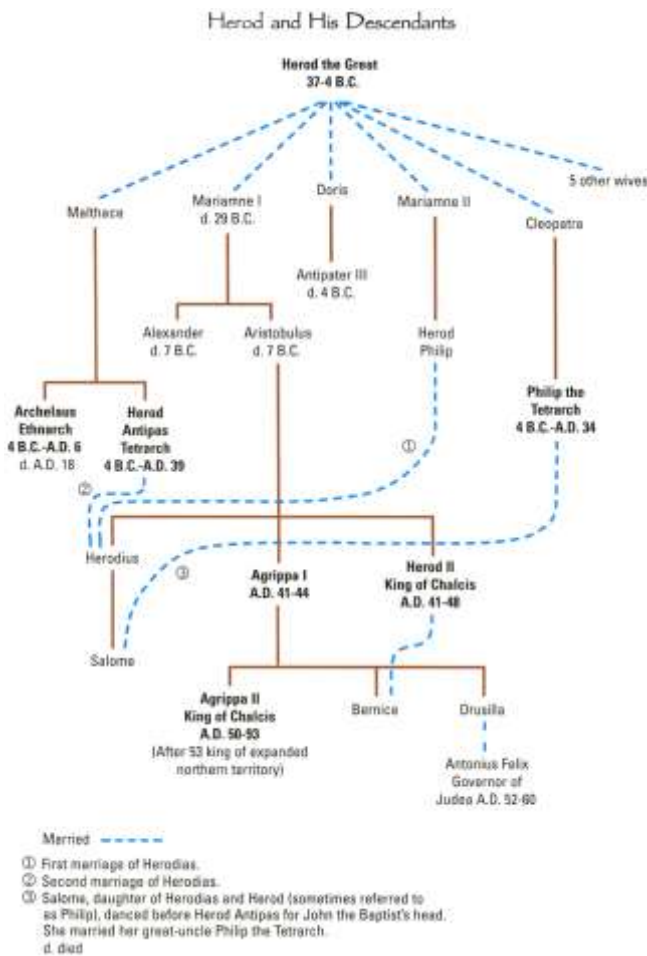 Herod and His Descendants
Herod the Great
37-4 B.C.
5 other wives
Malthace
Mariamne I
d. 29 B.C.
Doris
Mariamne II
Cleopatra
Antipater III
d. 4 B.C.
Alexander
d. 7 B.C.
Aristobulus
d. 7 B.C.
Herod
Philip
Archelaus
Ethnarch
4 B.C.-A.D. 6
d. A.D. 18
Herod
Antipas
Tetrarch
4 B.C.-A.D. 39
Philip the
Tetrarch
4 B.C.-A.D. 34
①
②
Herodius
③
Agrippa I
A.D. 41-44
Herod II
King of Chalcis
A.D. 41-48
Salome
Agrippa II
King of Chalcis
A.D. 50-93
(After 53 king of expanded
northern territory)
Bernice
Drusilla
Antonius Felix
Governor of
Judea A.D. 52-60
Married
① First marriage of Herodias.
② Second marriage of Herodias.
③ Salome, daughter of Herodias and Herod (sometimes referred to
as Philip), danced before Herod Antipas for John the Baptist's head.
She married her great-uncle Philip the Tetrarch.
d. died